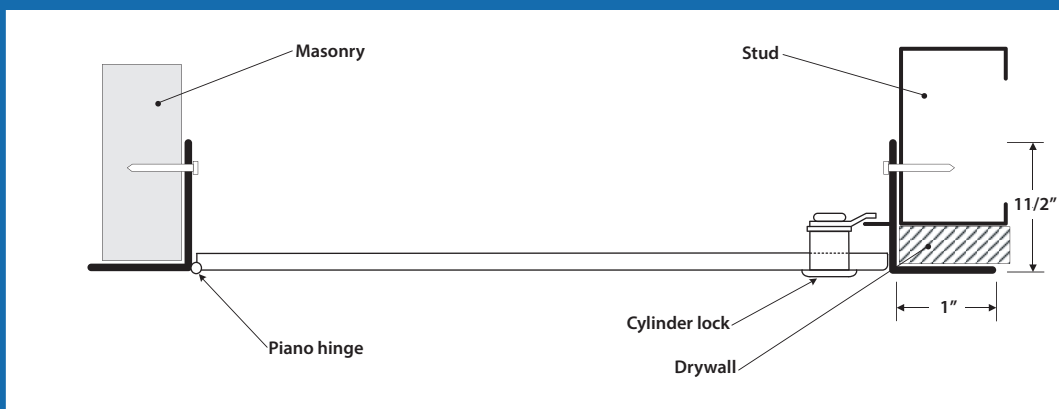 Masonry
Stud
11/2”
1”
Cylinder lock
Piano hinge
Drywall